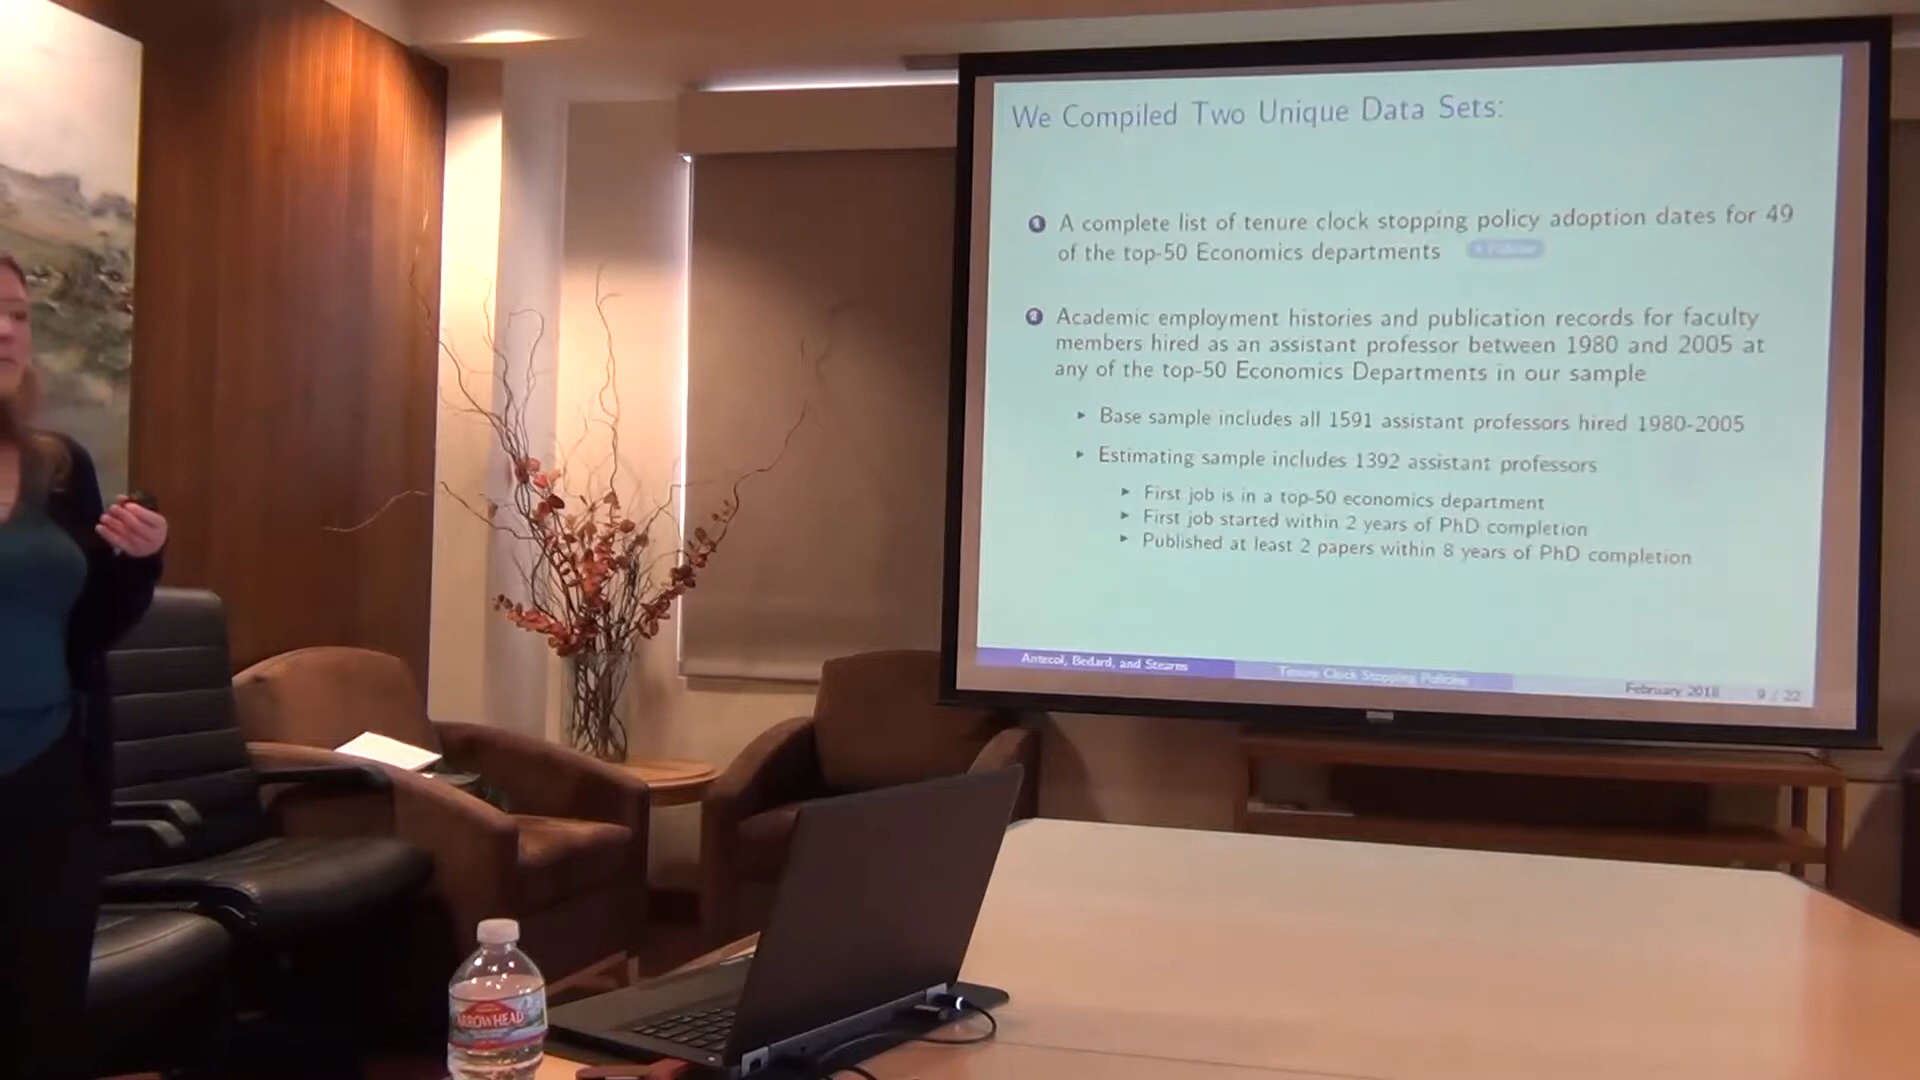 We Compiled Two Unique Data Sets:
1 A complete list of tenure clock stopping policy adoption dates for 49
of the top-50 Economics departments
2 Academic employment histories and publication records for faculty
members hired as an assistant professor between 1980 and 2005 at
any of the top-50 Economics Departments in our sample
Base sample includes all 1591 assistant professors hired 1980-2005
Estimating sample includes 1392 assistant professors
First job is in a top-50 economics department
First job started within 2 years of PhD completion
Published at least 2 papers within 8 years of PhD completion
Antecol, Bedard, and Stearns
Tenure Clock Stopping Policies
February 2018 9 / 22
ARROWHEAD